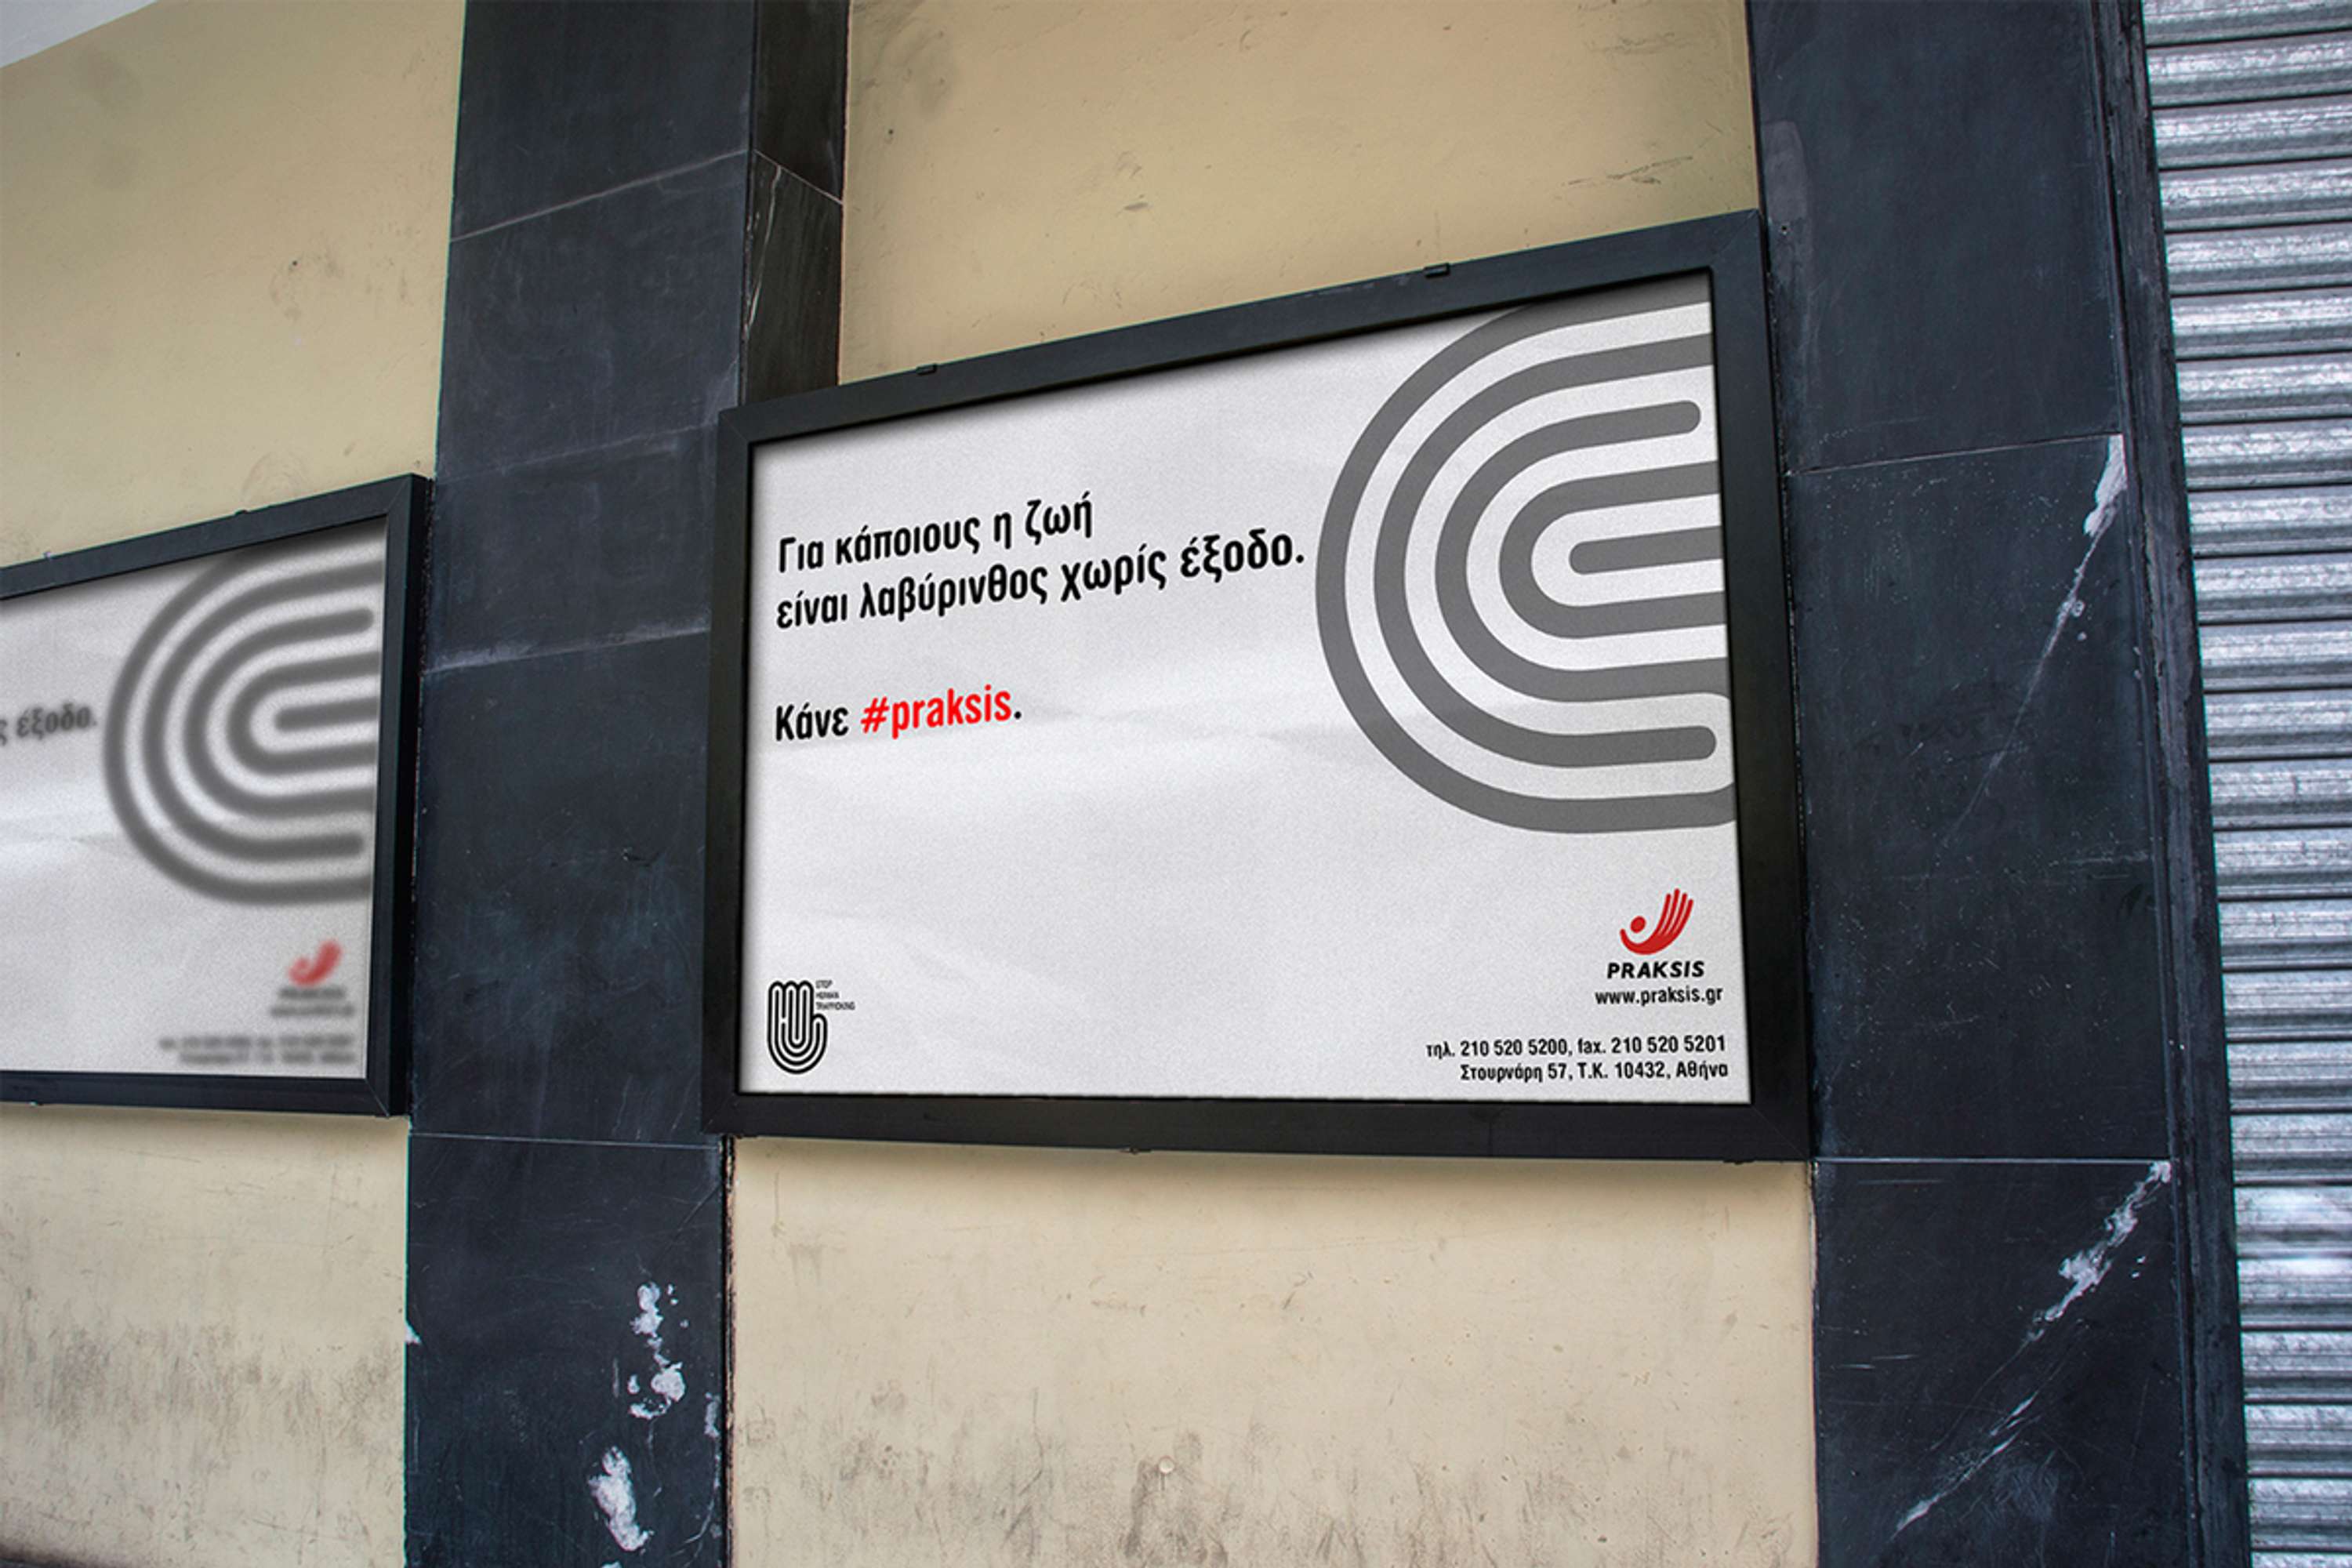 Για κάποιους η ζωή
είναι λαβύρινθος χωρίς έξοδο.
Κάνε #praksis.
STOP
HUMAN
TRAFFICKING
PRAKSIS
www.praksis.gr
τηλ. 210 520 5200, fax. 210 520 5201
Στουρνάρη 57, Τ.Κ. 10432, Αθήνα
ς έξοδο.
PRAKSIS